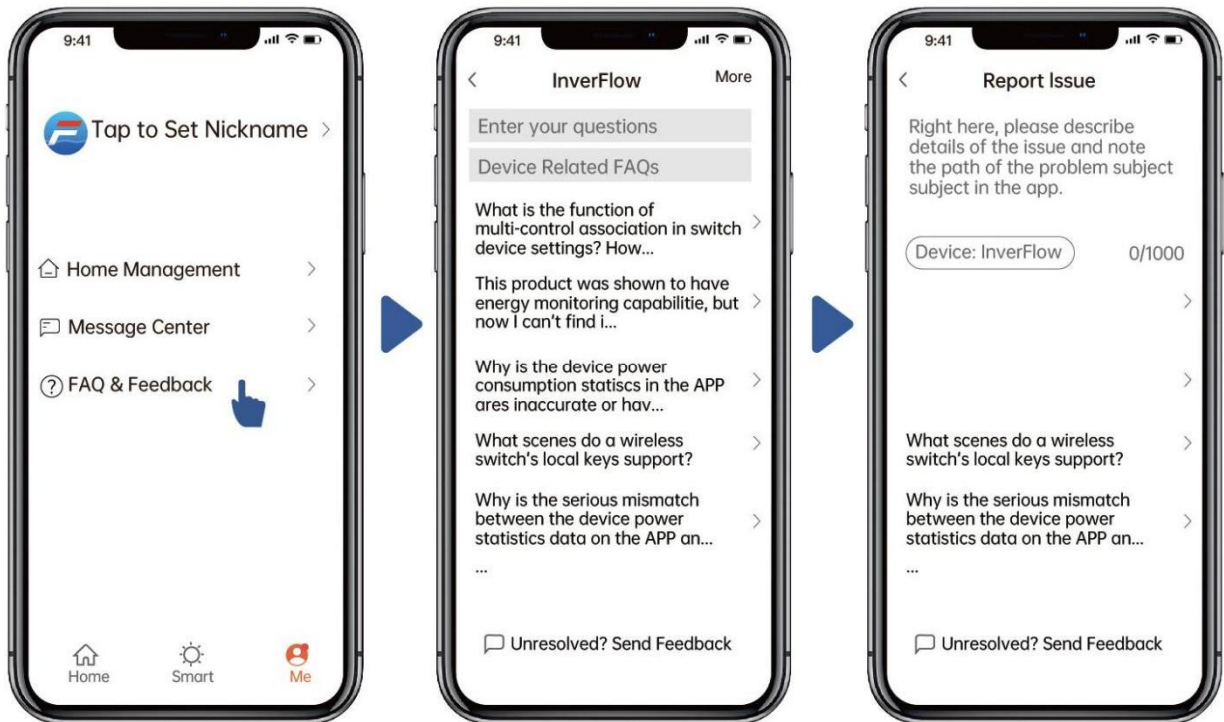 9:41
Tap to Set Nickname
Home Management
Message Center
FAQ & Feedback
Home
Smart
Me
9:41
InverFlow
More
Enter your questions
Device Related FAQs
What is the function of
multi-control association in switch
device settings? How...
This product was shown to have
energy monitoring capabilitie, but
now I can't find i...
Why is the device power
consumption statiscs in the APP
ares inaccurate or hav...
What scenes do a wireless
switch's local keys support?
Why is the serious mismatch
between the device power
statistics data on the APP an...
...
Unresolved? Send Feedback
9:41
Report Issue
Right here, please describe
details of the issue and note
the path of the problem subject
subject in the app.
Device: InverFlow
0/1000
What scenes do a wireless
switch's local keys support?
Why is the serious mismatch
between the device power
statistics data on the APP an...
...
Unresolved? Send Feedback